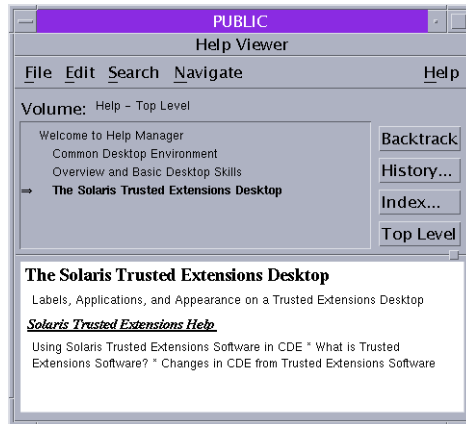 PUBLIC
Help Viewer
File Edit Search Navigate Help
Volume: Help - Top Level
Welcome to Help Manager
Common Desktop Environment
Overview and Basic Desktop Skills
⇒ The Solaris Trusted Extensions Desktop
Backtrack
History...
Index...
Top Level
The Solaris Trusted Extensions Desktop
Labels, Applications, and Appearance on a Trusted Extensions Desktop
Solaris Trusted Extensions Help
Using Solaris Trusted Extensions Software in CDE * What is Trusted
Extensions Software? * Changes in CDE from Trusted Extensions Software